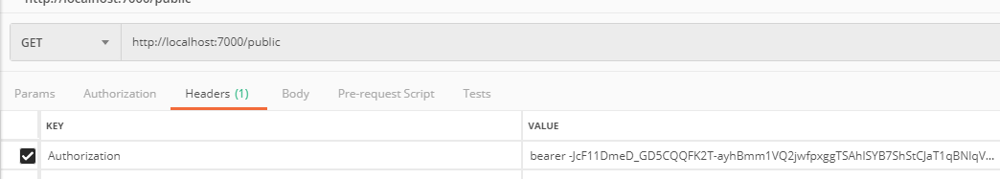 http://localhost:7000/public
GET http://localhost:7000/public
Params Authorization Headers (1) Body Pre-request Script Tests
KEY VALUE
Authorization bearer -JcF11DmeD_GD5CQQFK2T-ayhBmm1VQ2jwfpxggTSAhISYB7ShStCJaT1qBNIqV...